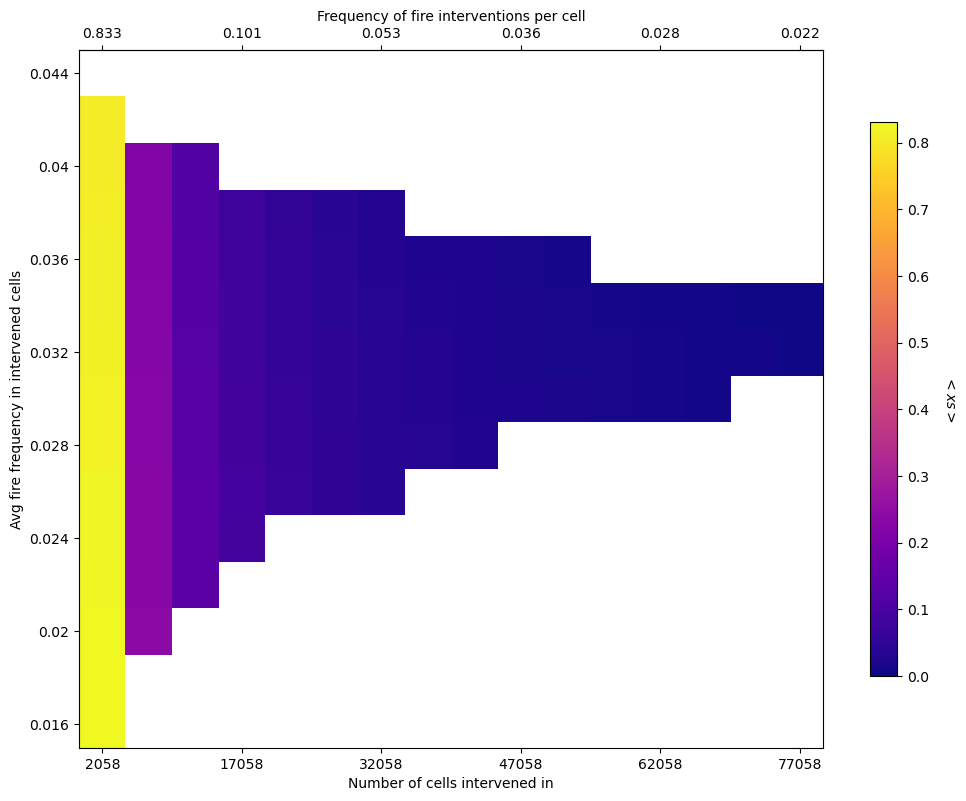 Frequency of fire interventions per cell
0.833 0.101 0.053 0.036 0.028 0.022
0.044
0.04
0.036
0.032
0.028
0.024
0.02
0.016
Avg fire frequency in intervened cells
2058 17058 32058 47058 62058 77058
Number of cells intervened in
0.8
0.7
0.6
0.5
0.4
0.3
0.2
0.1
0.0
<sx>